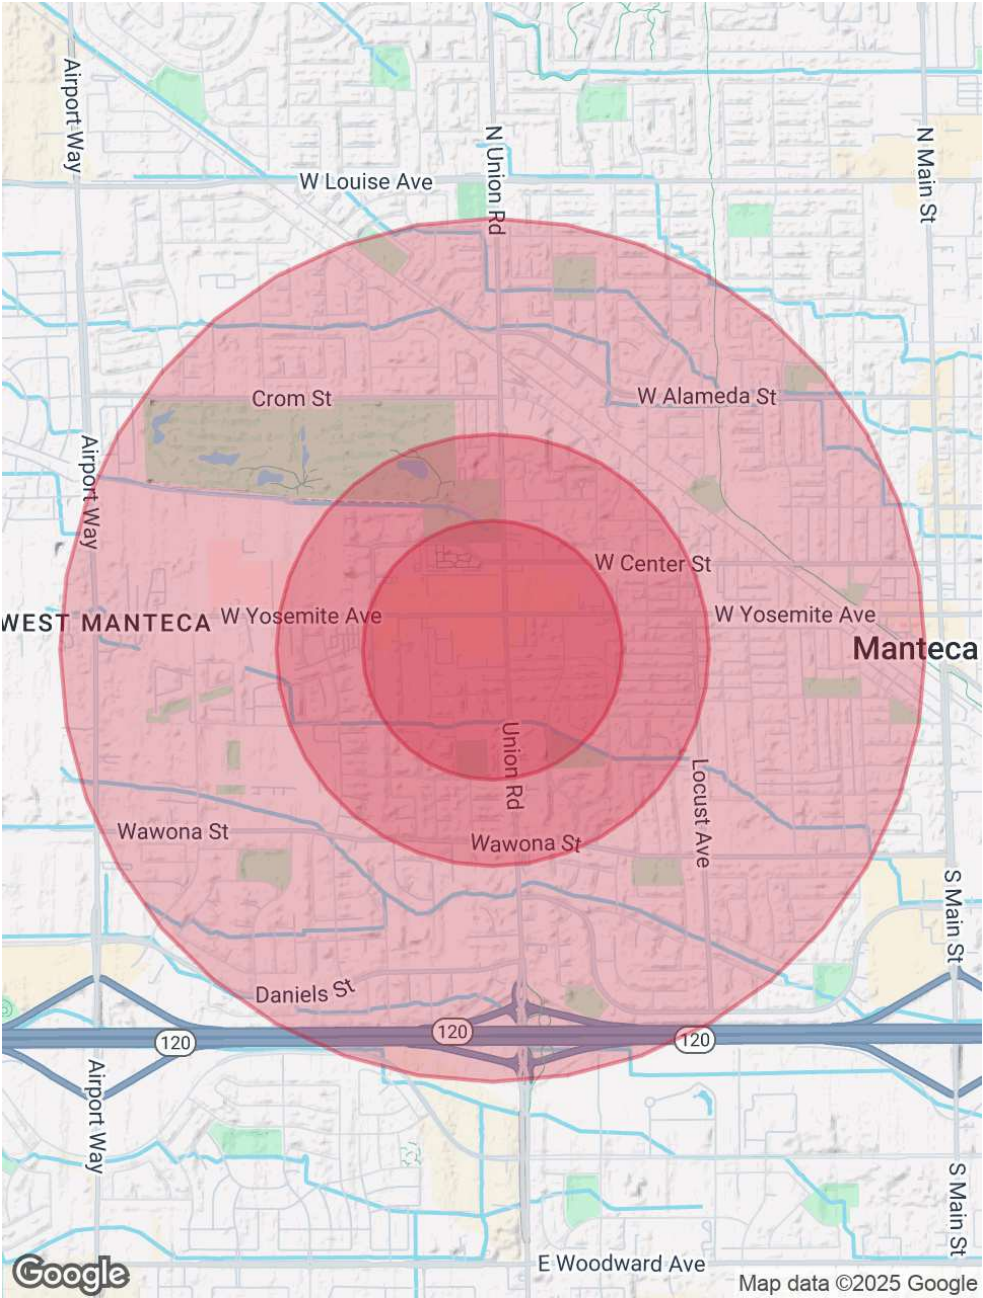 Airport Way
N Union Rd
N Main St
W Louise Ave
Crom St
W Alameda St
Airport Way
W Center St
WEST MANTECA
W Yosemite Ave
W Yosemite Ave
Manteca
Union Rd
Locust Ave
Wawona St
Wawona St
S Main St
Daniels St
120
120
120
Airport Way
S Main St
E Woodward Ave
Google
Map data ©2025 Google